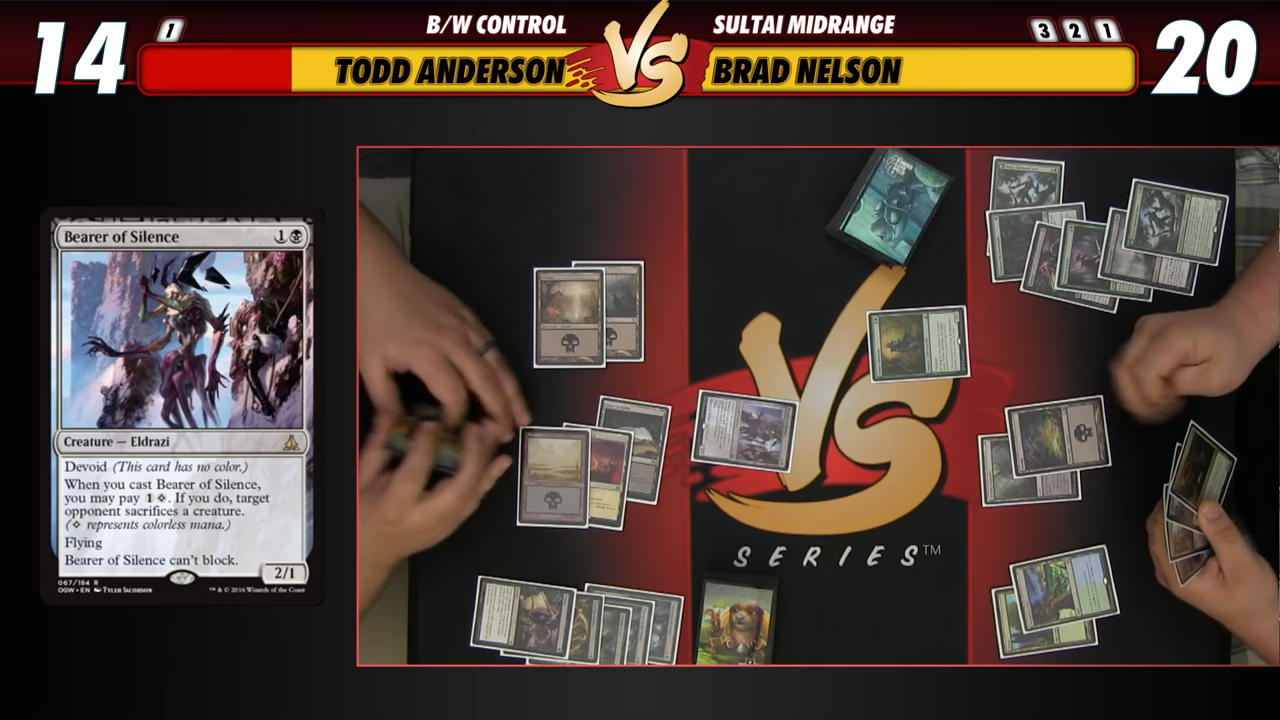 14
1
B/W CONTROL
TODD ANDERSON
VS
SULTAI MIDRANGE
BRAD NELSON
3 2 1
20
Bearer of Silence 1
Creature — Eldrazi
Devoid (This card has no color.)
When you cast Bearer of Silence,
you may pay 1 . If you do, target
opponent sacrifices a creature.
( represents colorless mana.)
Flying
Bearer of Silence can't block.
2/1
067/184 R
OGW • EN TYLER JACOBSON
™ & © 2016 Wizards of the Coast
VS
SERIES™